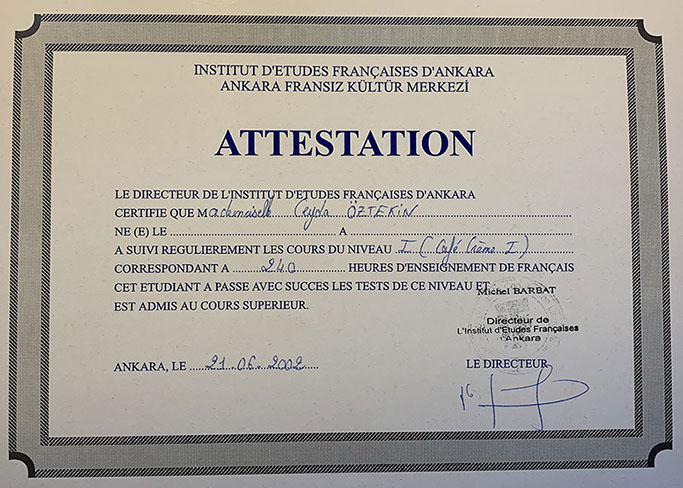 INSTITUT D'ETUDES FRANÇAISES D'ANKARA
ANKARA FRANSIZ KÜLTÜR MERKEZİ
ATTESTATION
LE DIRECTEUR DE L'INSTITUT D'ETUDES FRANÇAISES D'ANKARA
CERTIFIE QUE Mademoiselle Ceyda ÖZTEKİN
NE (E) LE ........................ A ........................
A SUIVI REGULIEREMENT LES COURS DU NIVEAU I (Café Crème I)
CORRESPONDANT A 240 HEURES D'ENSEIGNEMENT DE FRANÇAIS
CET ETUDIANT A PASSE AVEC SUCCES LES TESTS DE CE NIVEAU ET
EST ADMIS AU COURS SUPERIEUR.
Michel BARBAT
Directeur de
L'Institut d'Etudes Françaises
d'Ankara
ANKARA, LE 21.06.2002
LE DIRECTEUR